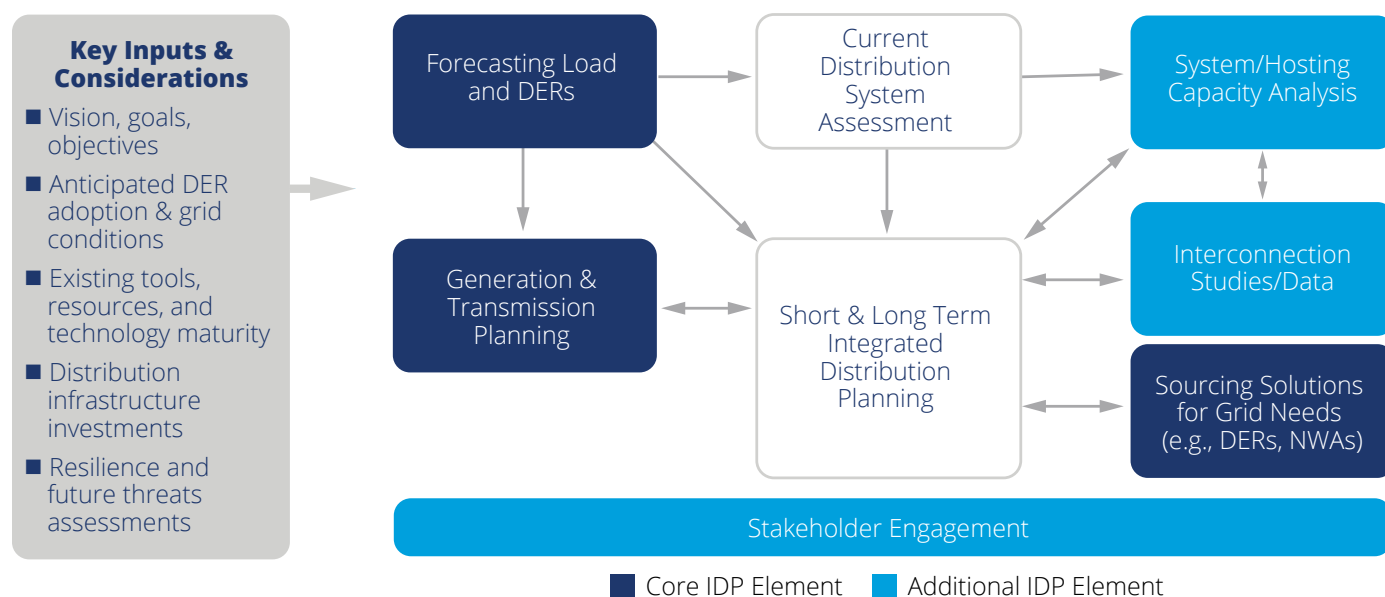 Key Inputs &
Considerations
■ Vision, goals,
objectives
■ Anticipated DER
adoption & grid
conditions
■ Existing tools,
resources, and
technology maturity
■ Distribution
infrastructure
investments
■ Resilience and
future threats
assessments
Forecasting Load
and DERs
Current
Distribution
System
Assessment
System/Hosting
Capacity Analysis
Generation &
Transmission
Planning
Short & Long Term
Integrated
Distribution
Planning
Interconnection
Studies/Data
Sourcing Solutions
for Grid Needs
(e.g., DERs, NWAs)
Stakeholder Engagement
Core IDP Element
Additional IDP Element